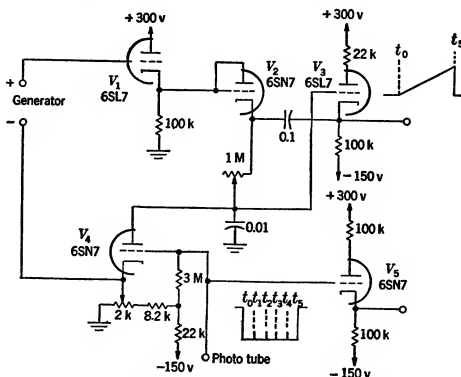 +300 v
+
Generator
−
V1
6SL7
100 k
V2
6SN7
+300 v
22 k
V3
6SL7
0.1
100 k
−150 v
t0
t5
1 M
0.01
+300 v
100 k
V4
6SN7
3 M
2 k
8.2 k
22 k
−150 v
Photo tube
t0 t1 t2 t3 t4 t5
V5
6SN7
100 k
−150 v